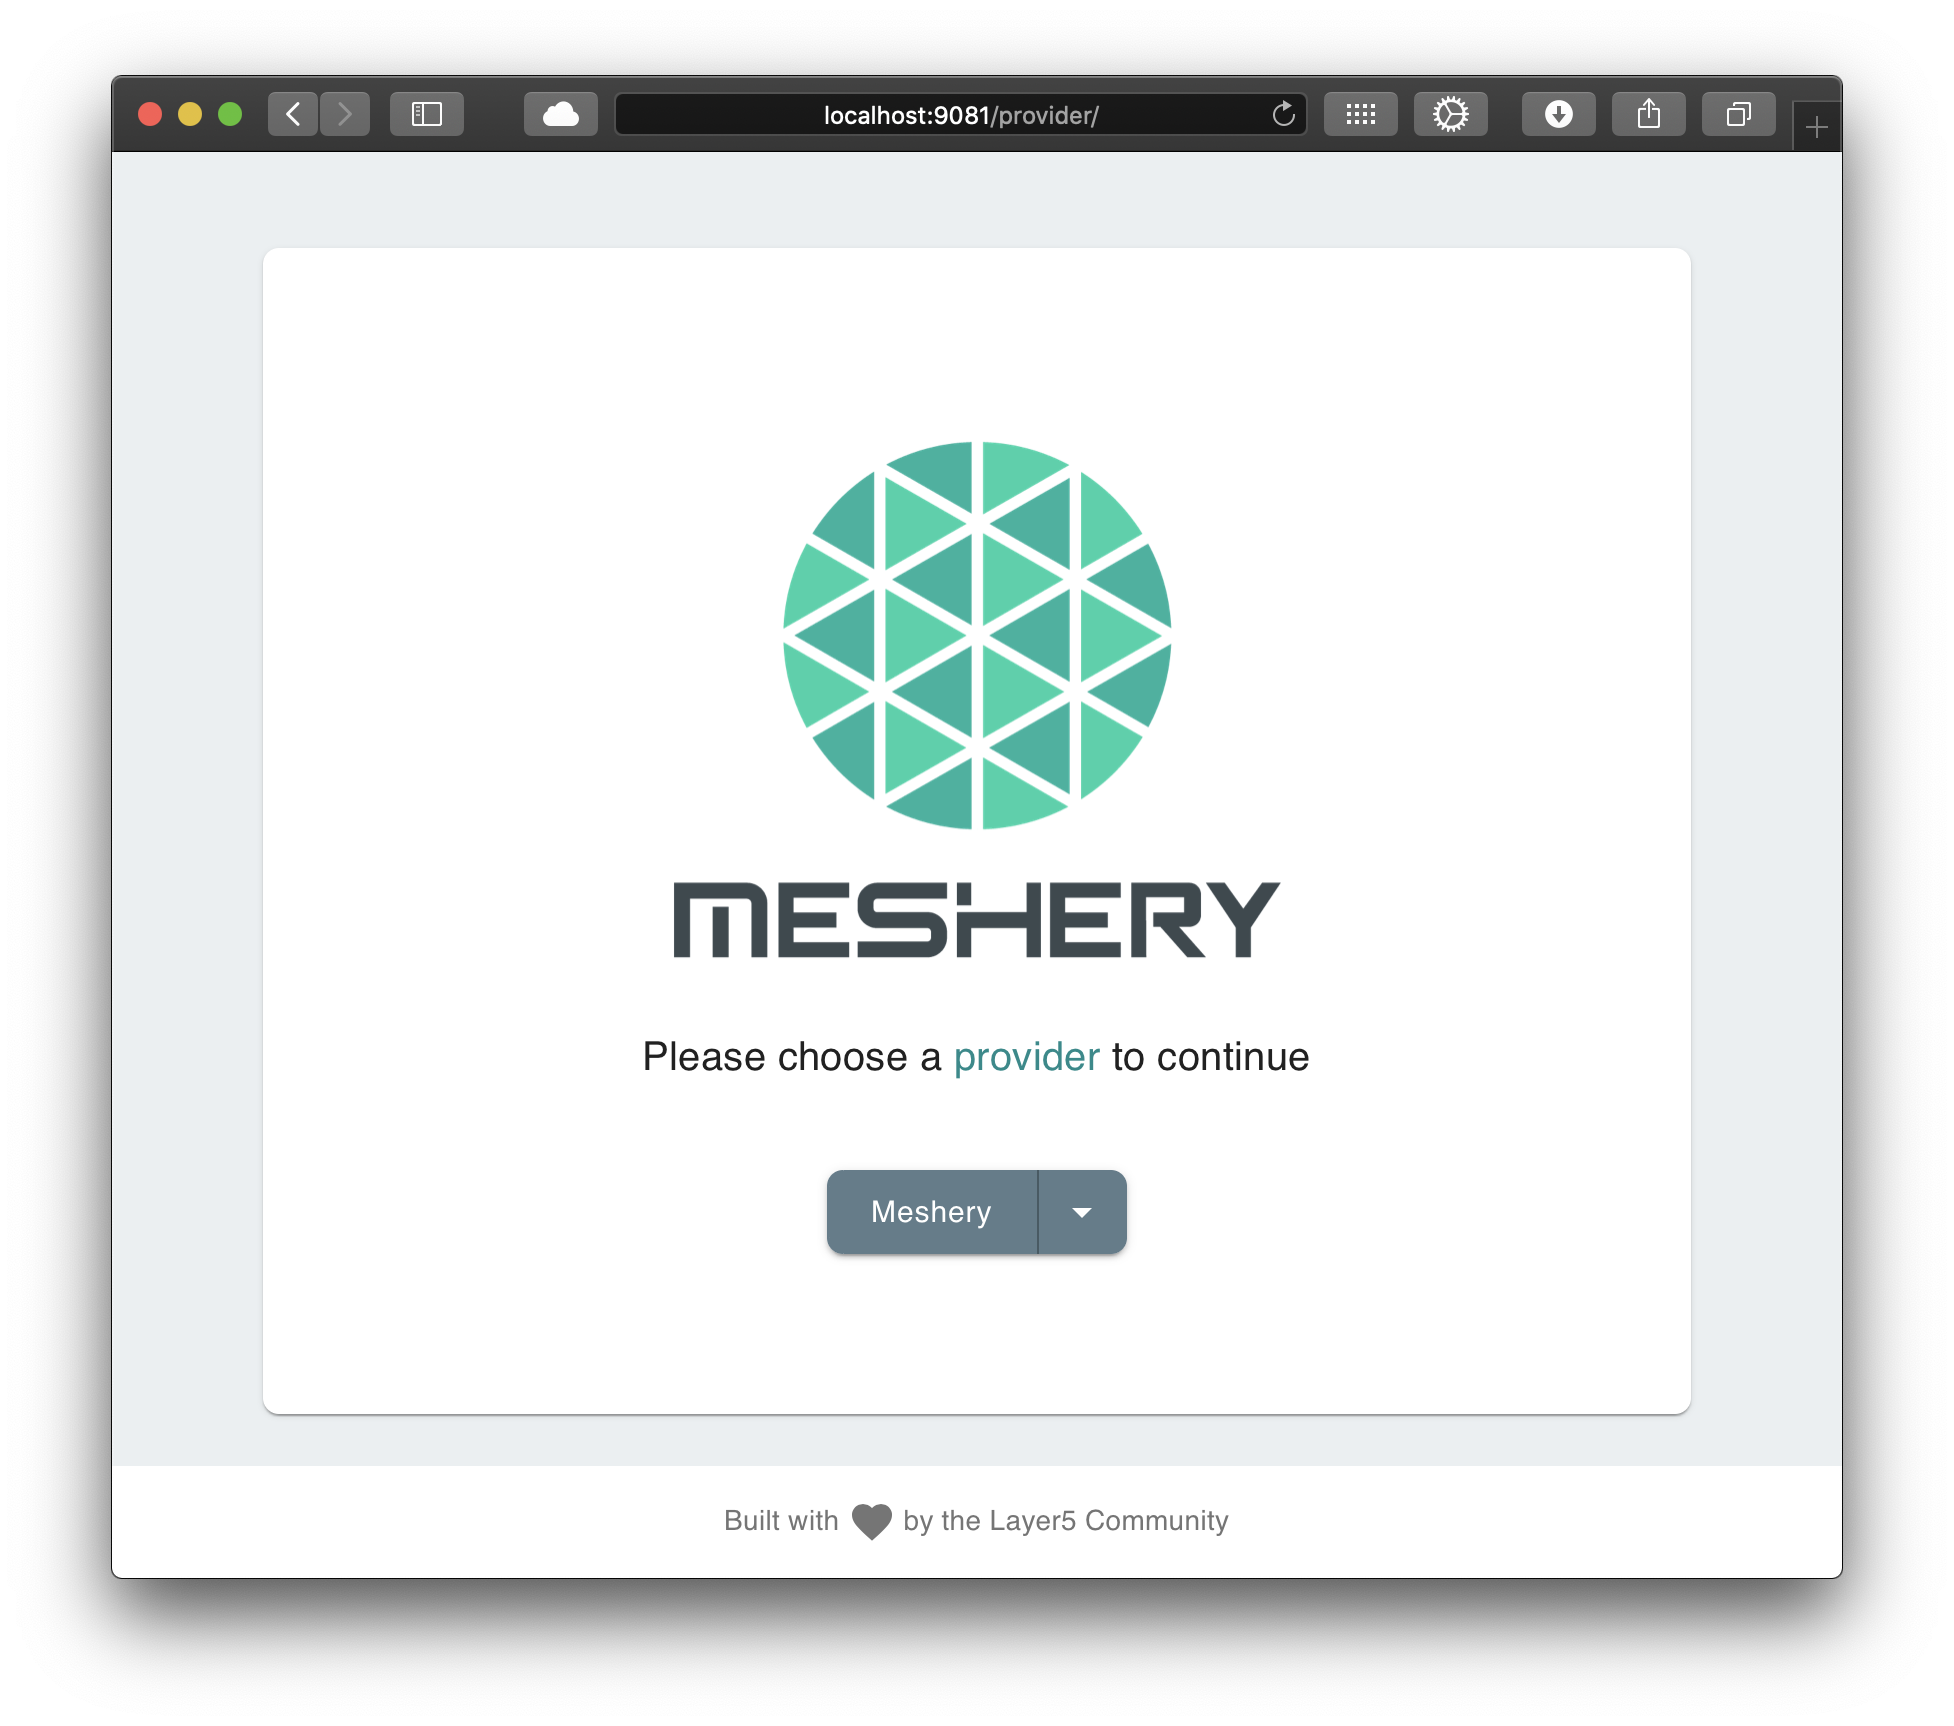 localhost:9081/provider/
MESHERY
Please choose a provider to continue
Meshery
Built with by the Layer5 Community